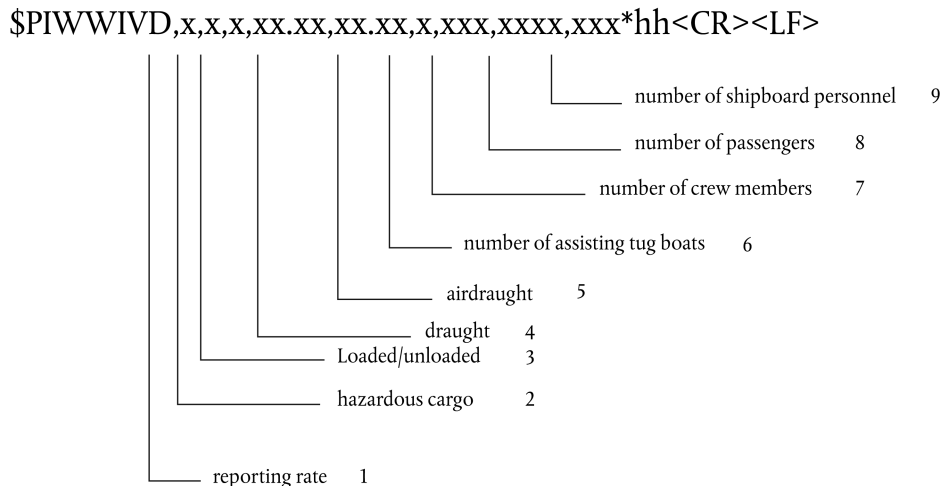 $PIWWIVD,x,x,x,xx.xx,xx.xx,x,xxx,xxxx,xxx*hh<CR><LF>
number of shipboard personnel 9
number of passengers 8
number of crew members 7
number of assisting tug boats 6
airdraught 5
draught 4
Loaded/unloaded 3
hazardous cargo 2
reporting rate 1